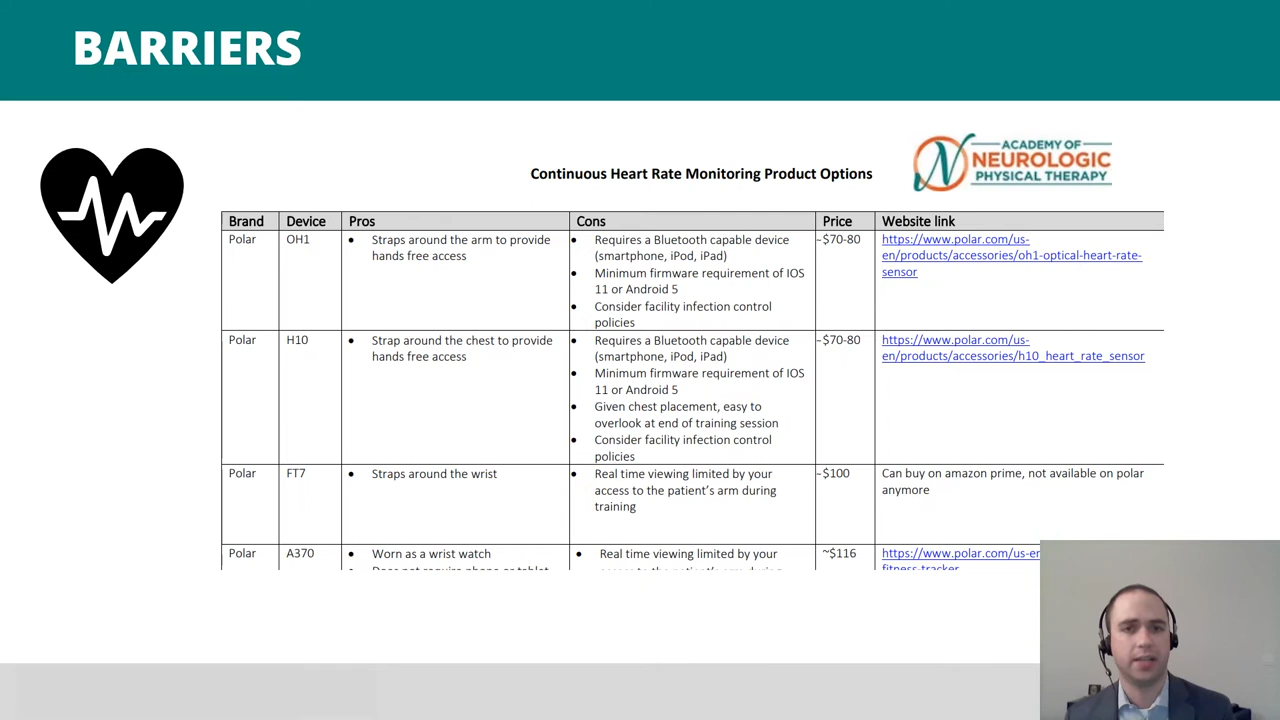 BARRIERS
ACADEMY OF
NEUROLOGIC
PHYSICAL THERAPY
Continuous Heart Rate Monitoring Product Options
Brand Device Pros Cons Price Website link
Polar OH1
• Straps around the arm to provide
hands free access
• Requires a Bluetooth capable device
(smartphone, iPod, iPad)
• Minimum firmware requirement of IOS
11 or Android 5
• Consider facility infection control
policies
~$70-80
https://www.polar.com/us-
en/products/accessories/oh1-optical-heart-rate-
sensor
Polar H10
• Strap around the chest to provide
hands free access
• Requires a Bluetooth capable device
(smartphone, iPod, iPad)
• Minimum firmware requirement of IOS
11 or Android 5
• Given chest placement, easy to
overlook at end of training session
• Consider facility infection control
policies
~$70-80
https://www.polar.com/us-
en/products/accessories/h10_heart_rate_sensor
Polar FT7
• Straps around the wrist
• Real time viewing limited by your
access to the patient's arm during
training
~$100
Can buy on amazon prime, not available on polar
anymore
Polar A370
• Worn as a wrist watch
• Real time viewing limited by your
~$116
https://www.polar.com/us-en
fitness-tracker